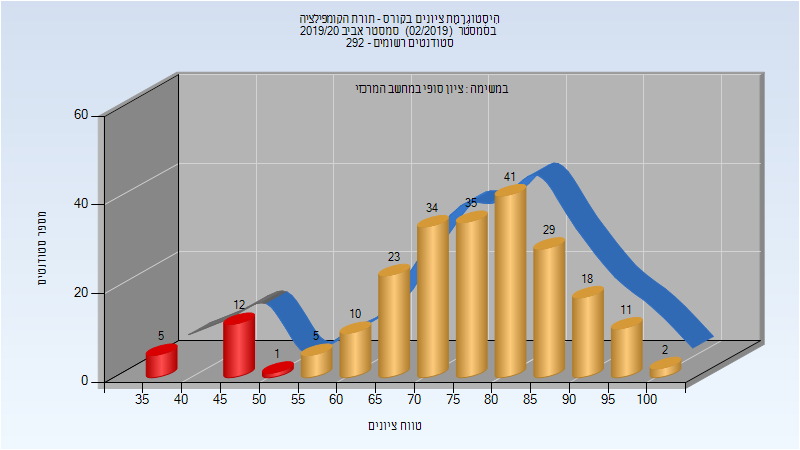 היסטוגרמת ציונים בקורס - תורת הקומפילציה
בסמסטר (02/2019) סמסטר אביב 2019/20
סטודנטים רשומים - 292
במשימה : ציון סופי במחשב המרכזי
מספר סטודנטים
60
40
20
0
5
12
1
5
10
23
34
35
41
29
18
11
2
35 40 45 50 55 60 65 70 75 80 85 90 95 100
טווח ציונים